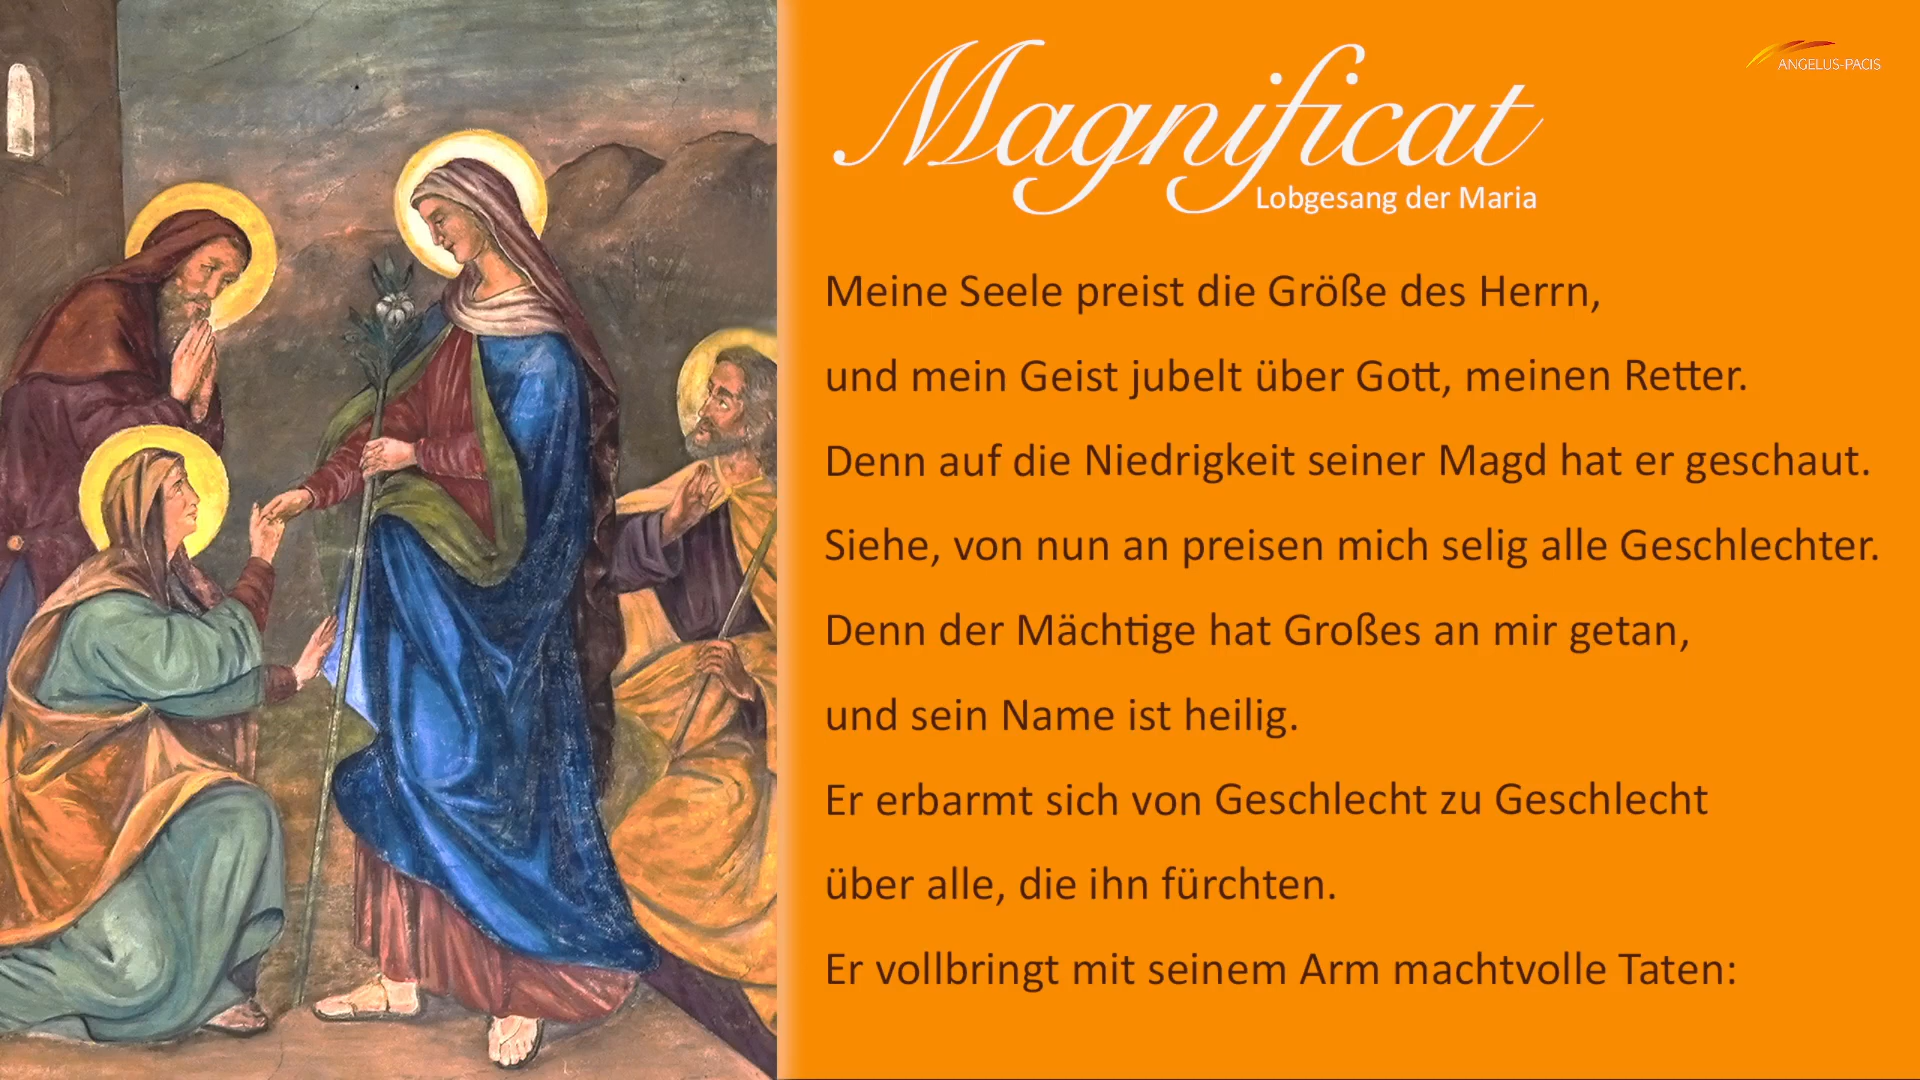 Magnificat
ANGELUS-PACIS
Lobgesang der Maria
Meine Seele preist die Größe des Herrn,
und mein Geist jubelt über Gott, meinen Retter.
Denn auf die Niedrigkeit seiner Magd hat er geschaut.
Siehe, von nun an preisen mich selig alle Geschlechter.
Denn der Mächtige hat Großes an mir getan,
und sein Name ist heilig.
Er erbarmt sich von Geschlecht zu Geschlecht
über alle, die ihn fürchten.
Er vollbringt mit seinem Arm machtvolle Taten: